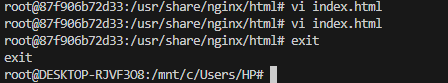 root@87f906b72d33:/usr/share/nginx/html# vi index.html
root@87f906b72d33:/usr/share/nginx/html# vi index.html
root@87f906b72d33:/usr/share/nginx/html# exit
exit
root@DESKTOP-RJVF3O8:/mnt/c/Users/HP#